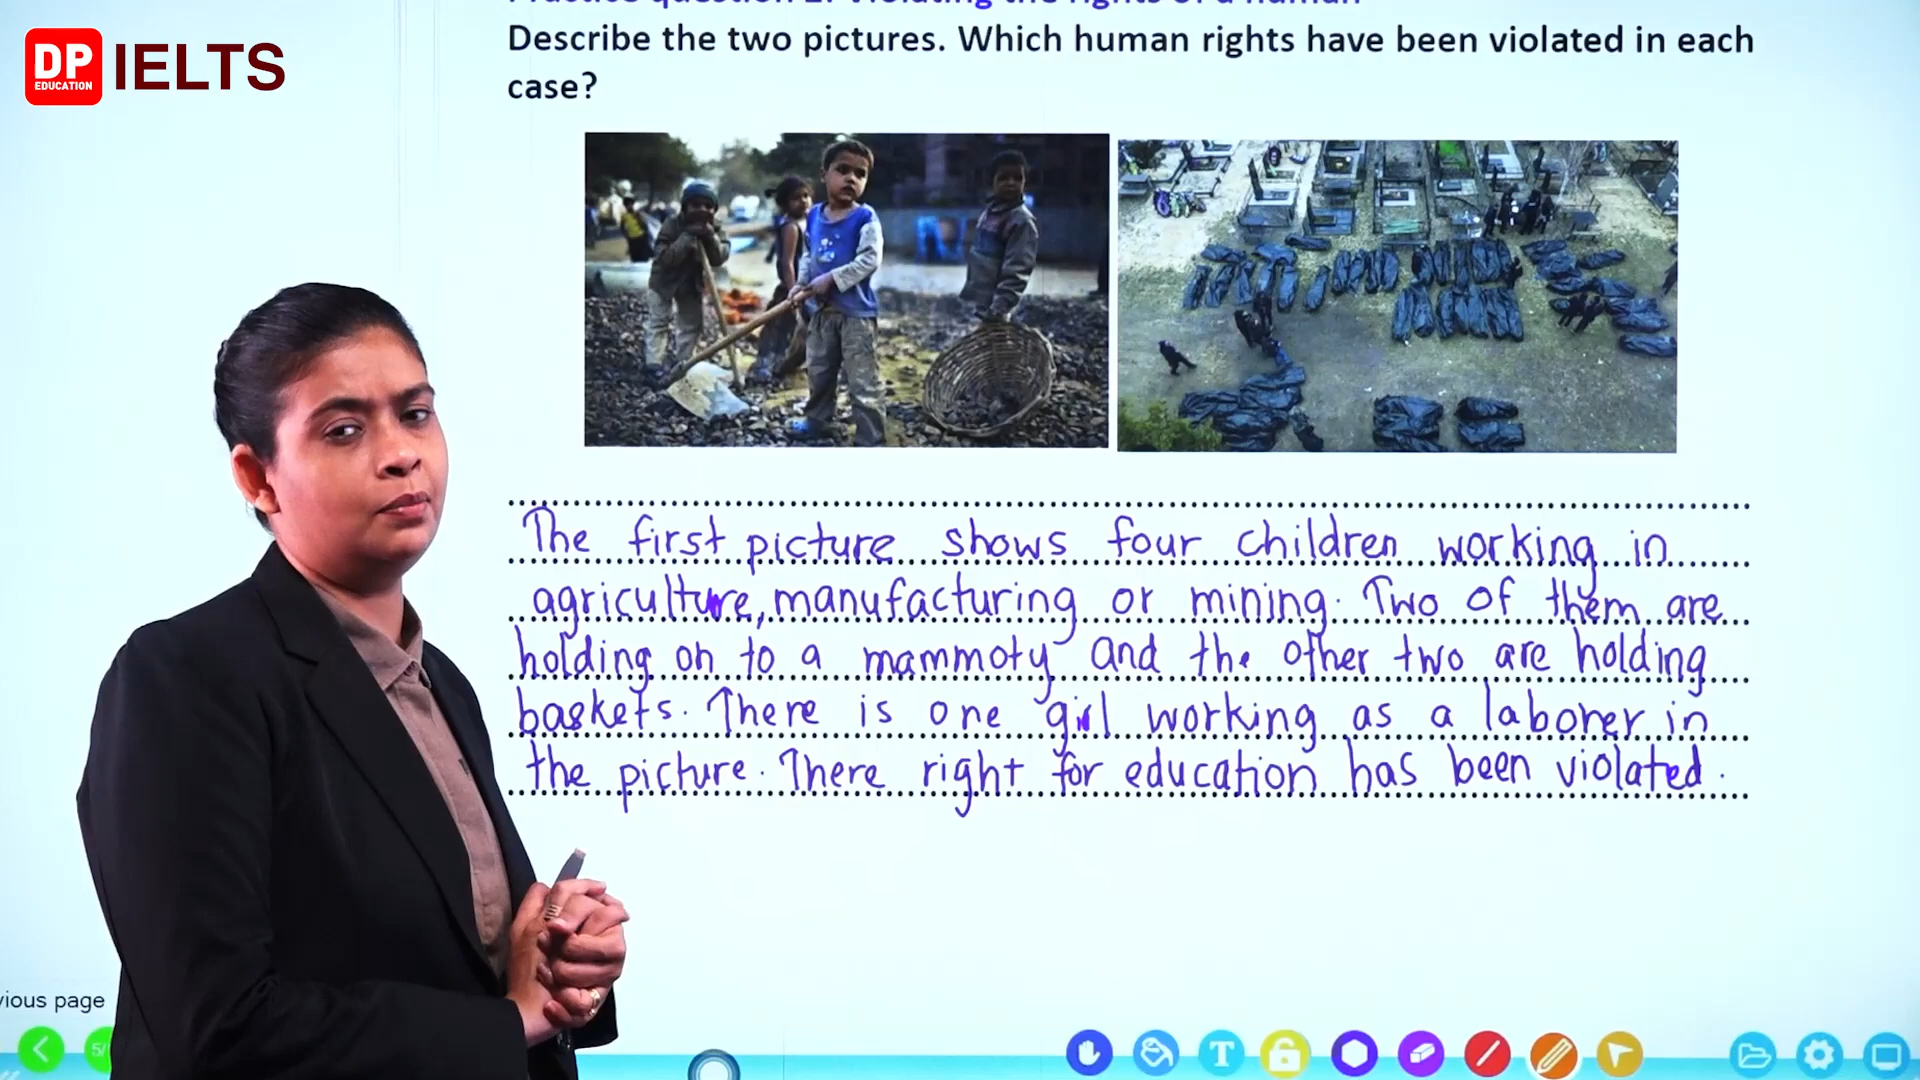 DP
EDUCATION
IELTS
Describe the two pictures. Which human rights have been violated in each
case?
The first picture shows four children working in
agriculture, manufacturing or mining. Two of them are
holding on to a mammoty and the other two are holding
baskets. There is one girl working as a laborer in
the picture. There right for education has been violated.
vious page
5/
T